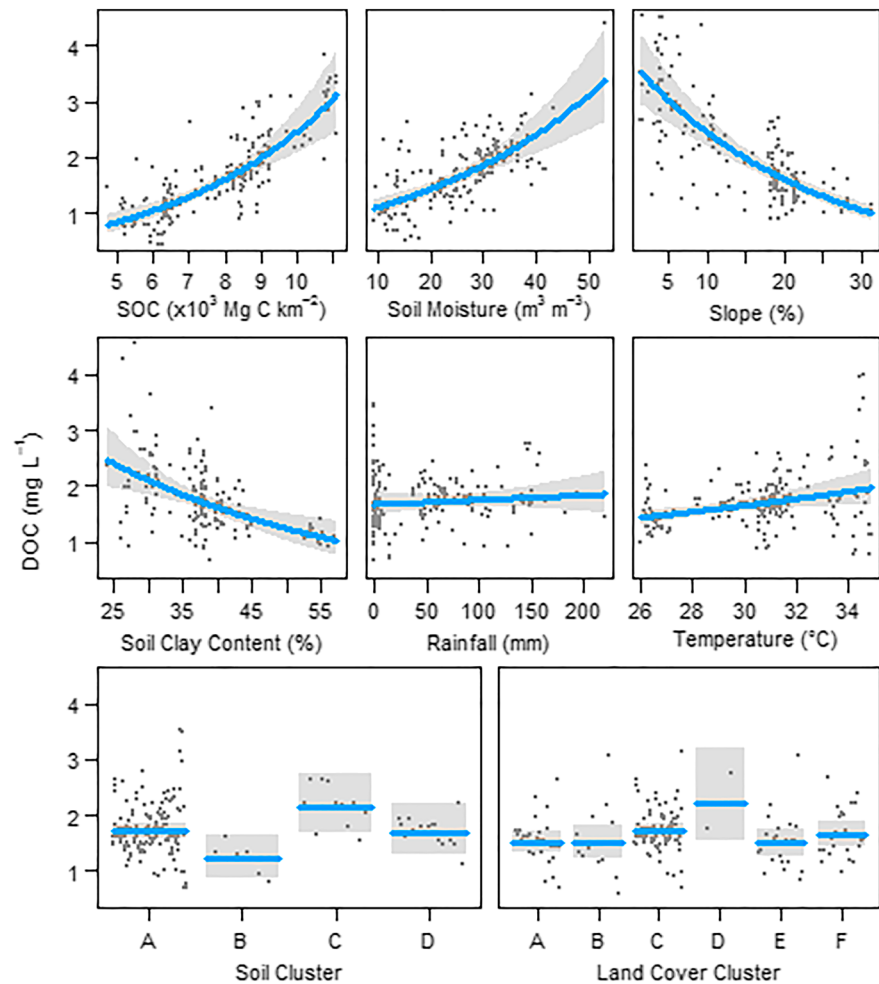 4
3
2
1
5 6 7 8 9 10
SOC (x10³ Mg C km⁻²)
10 20 30 40 50
Soil Moisture (m³ m⁻³)
5 10 20 30
Slope (%)
DOC (mg L⁻¹)
4
3
2
1
25 35 45 55
Soil Clay Content (%)
0 50 100 150 200
Rainfall (mm)
26 28 30 32 34
Temperature (°C)
4
3
2
1
A B C D
Soil Cluster
A B C D E F
Land Cover Cluster